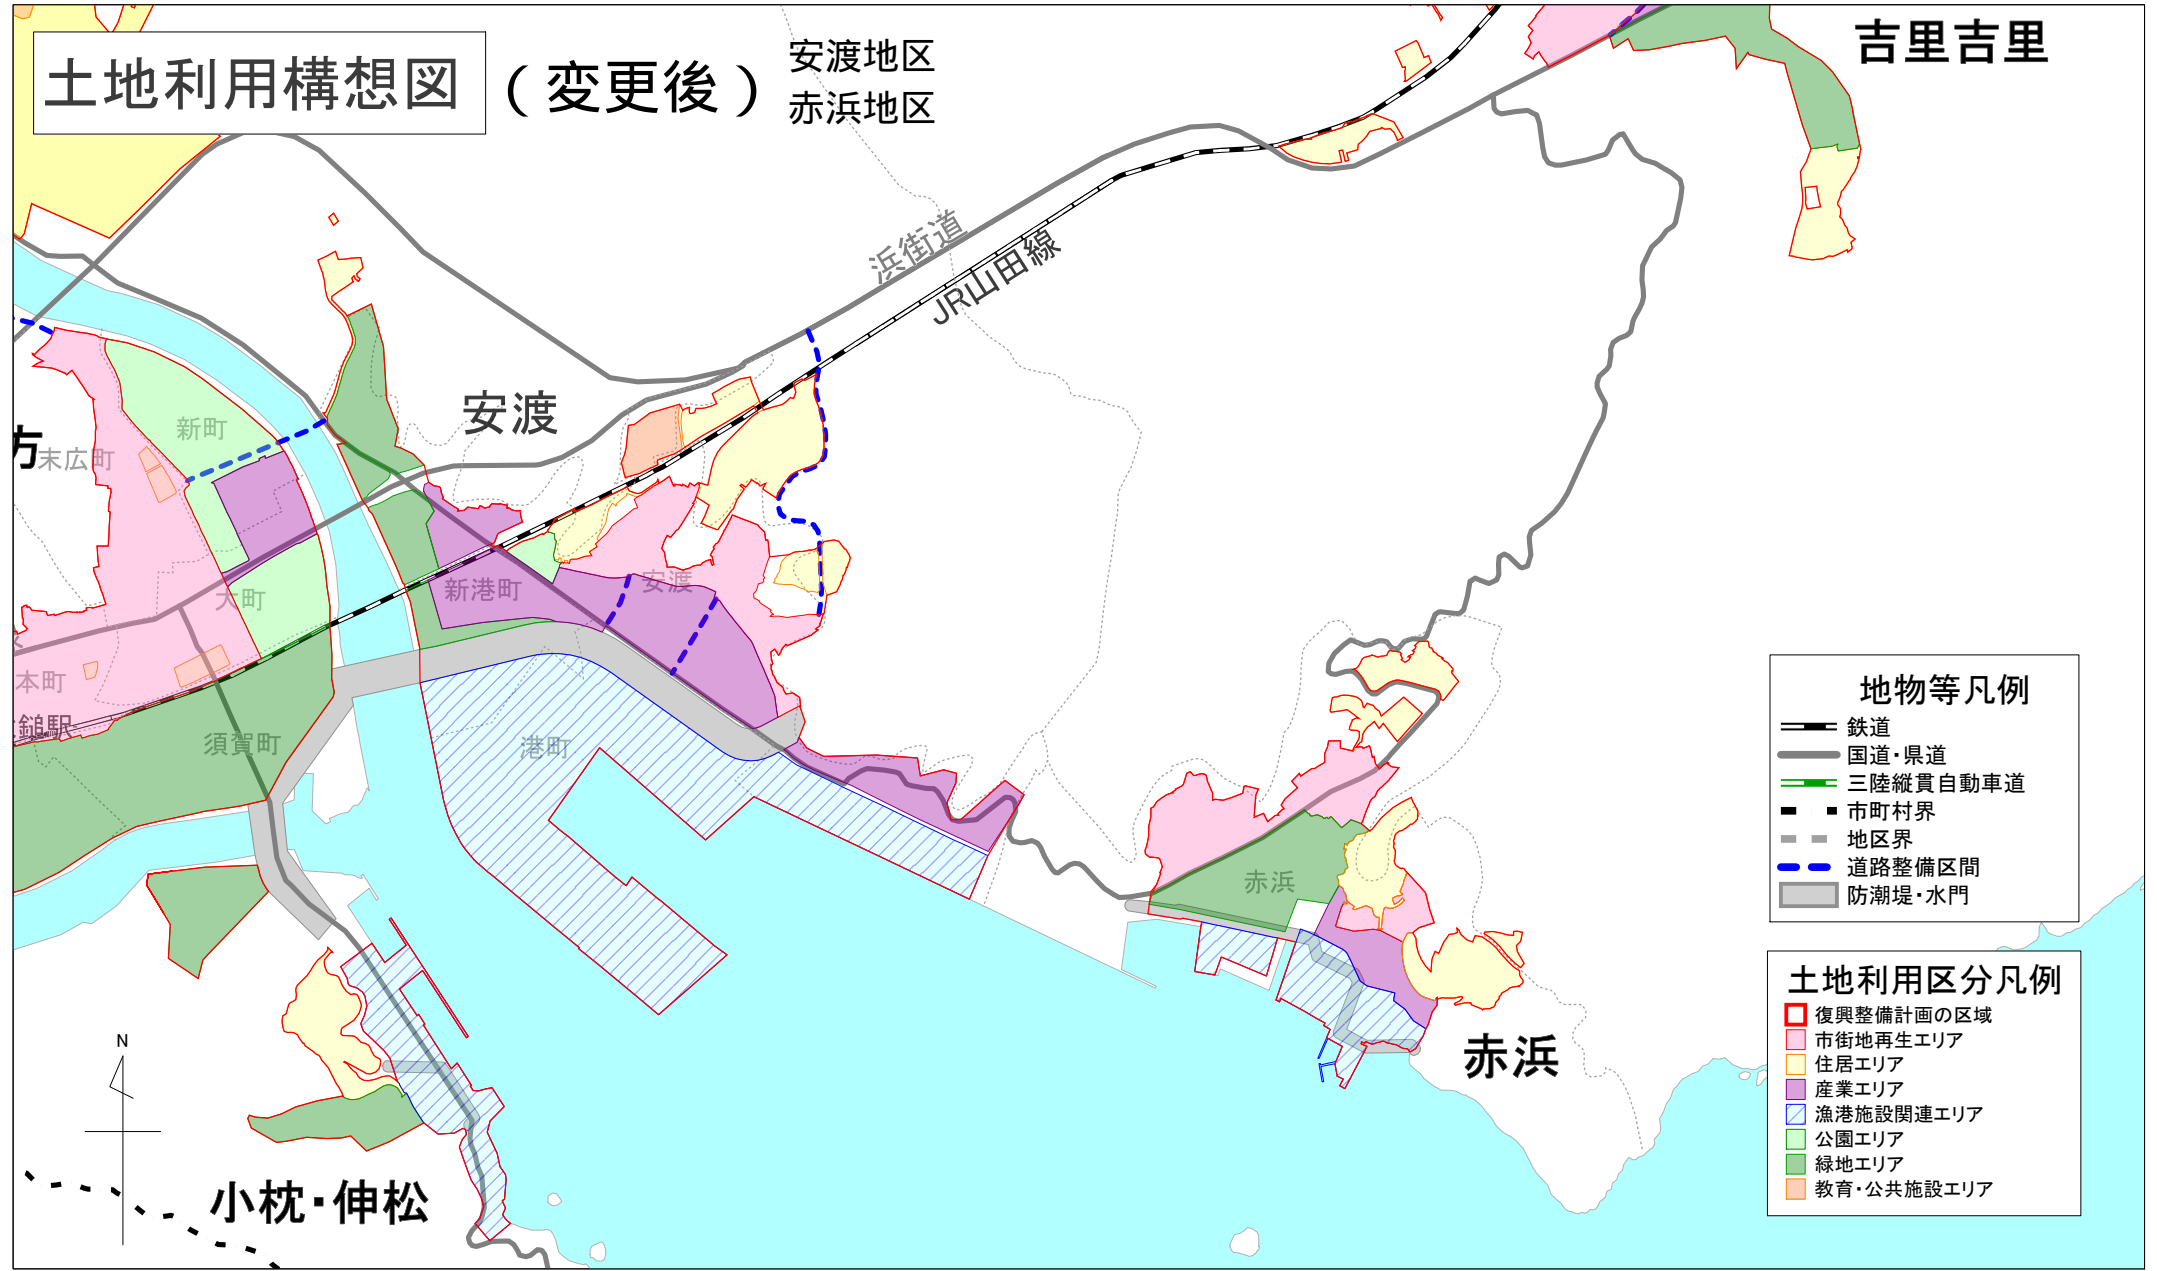 土地利用構想図
（変更後）
安渡地区
赤浜地区
吉里吉里
浜街道
JR山田線
安渡
方
新町
末広町
新港町
安渡
大町
本町
鎚駅
須賀町
港町
赤浜
赤浜
小枕・伸松
N
地物等凡例
鉄道
国道・県道
三陸縦貫自動車道
市町村界
地区界
道路整備区間
防潮堤・水門
土地利用区分凡例
復興整備計画の区域
市街地再生エリア
住居エリア
産業エリア
漁港施設関連エリア
公園エリア
緑地エリア
教育・公共施設エリア